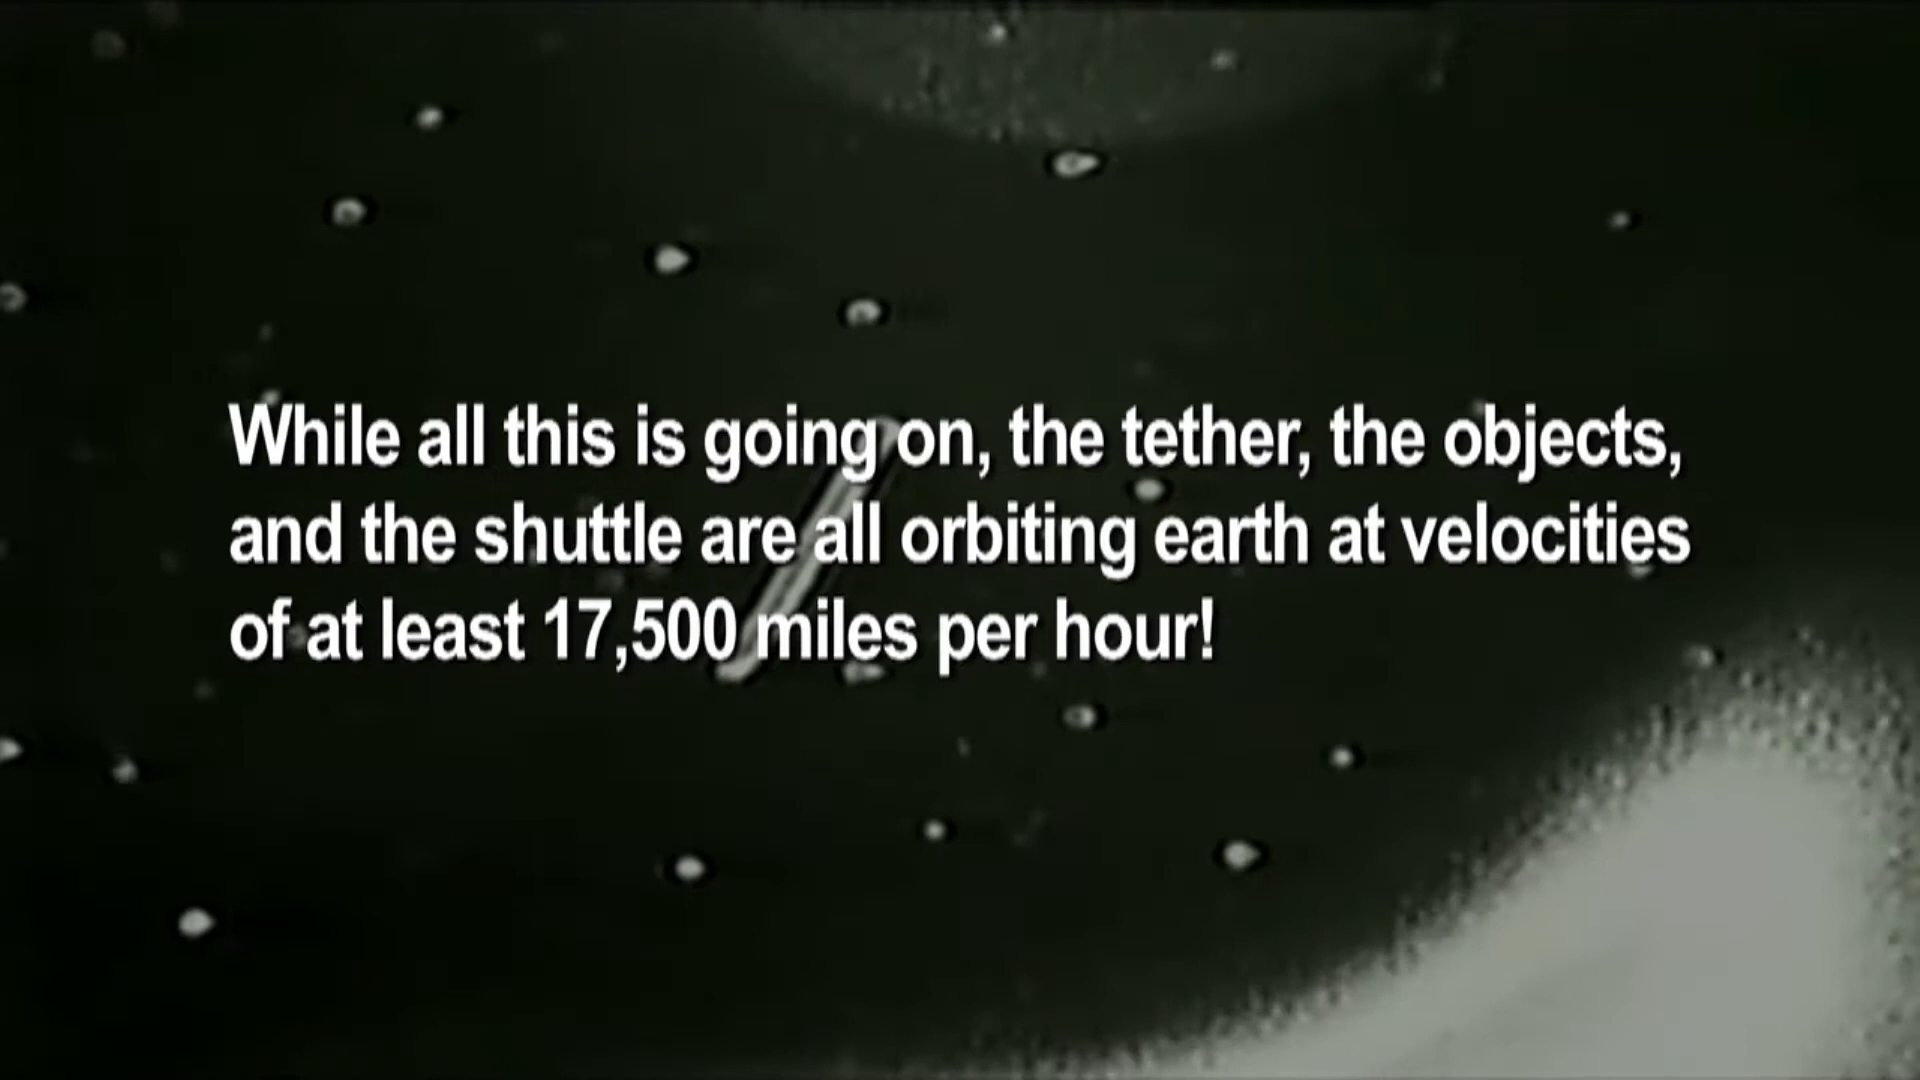 While all this is going on, the tether, the objects,
and the shuttle are all orbiting earth at velocities
of at least 17,500 miles per hour!